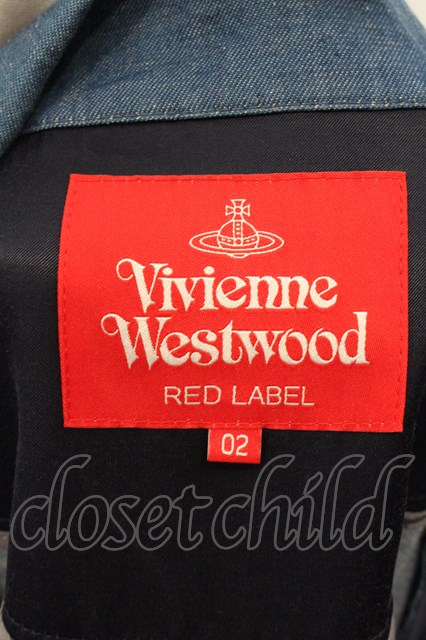 Vivienne
Westwood
RED LABEL
02
closetchild